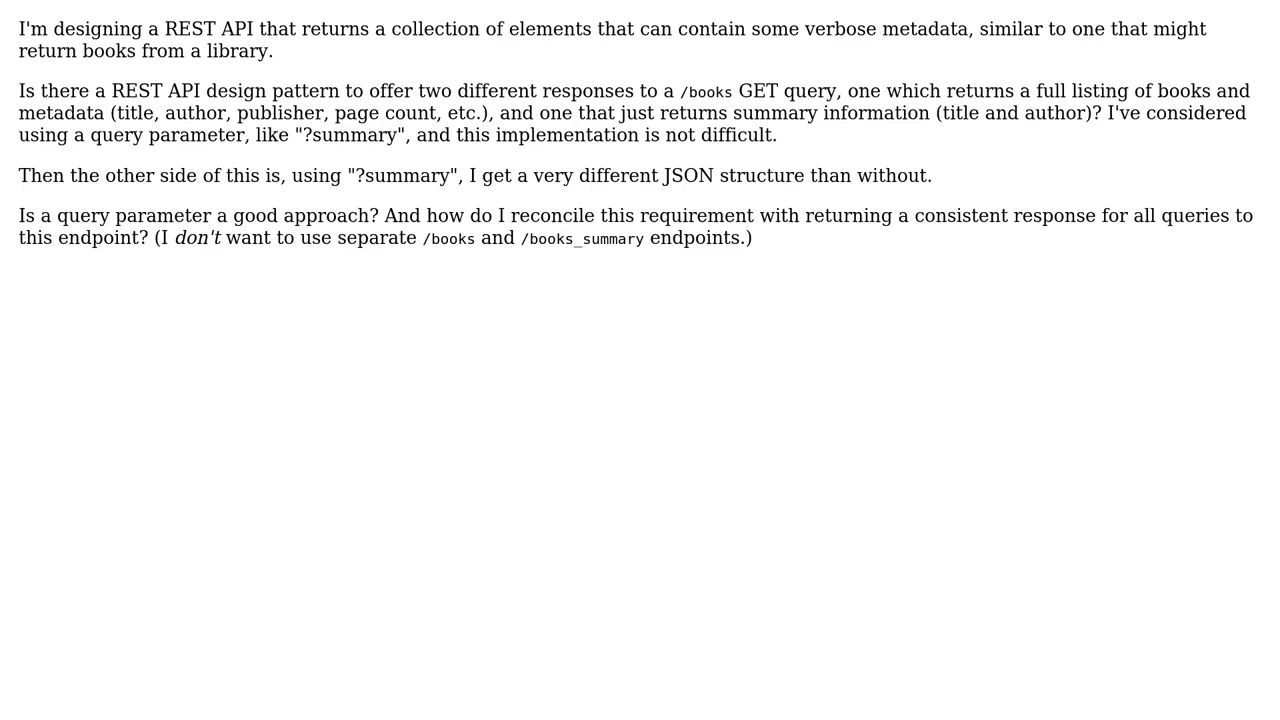 I'm designing a REST API that returns a collection of elements that can contain some verbose metadata, similar to one that might
return books from a library.
Is there a REST API design pattern to offer two different responses to a /books GET query, one which returns a full listing of books and
metadata (title, author, publisher, page count, etc.), and one that just returns summary information (title and author)? I've considered
using a query parameter, like "?summary", and this implementation is not difficult.
Then the other side of this is, using "?summary", I get a very different JSON structure than without.
Is a query parameter a good approach? And how do I reconcile this requirement with returning a consistent response for all queries to
this endpoint? (I don't want to use separate /books and /books_summary endpoints.)